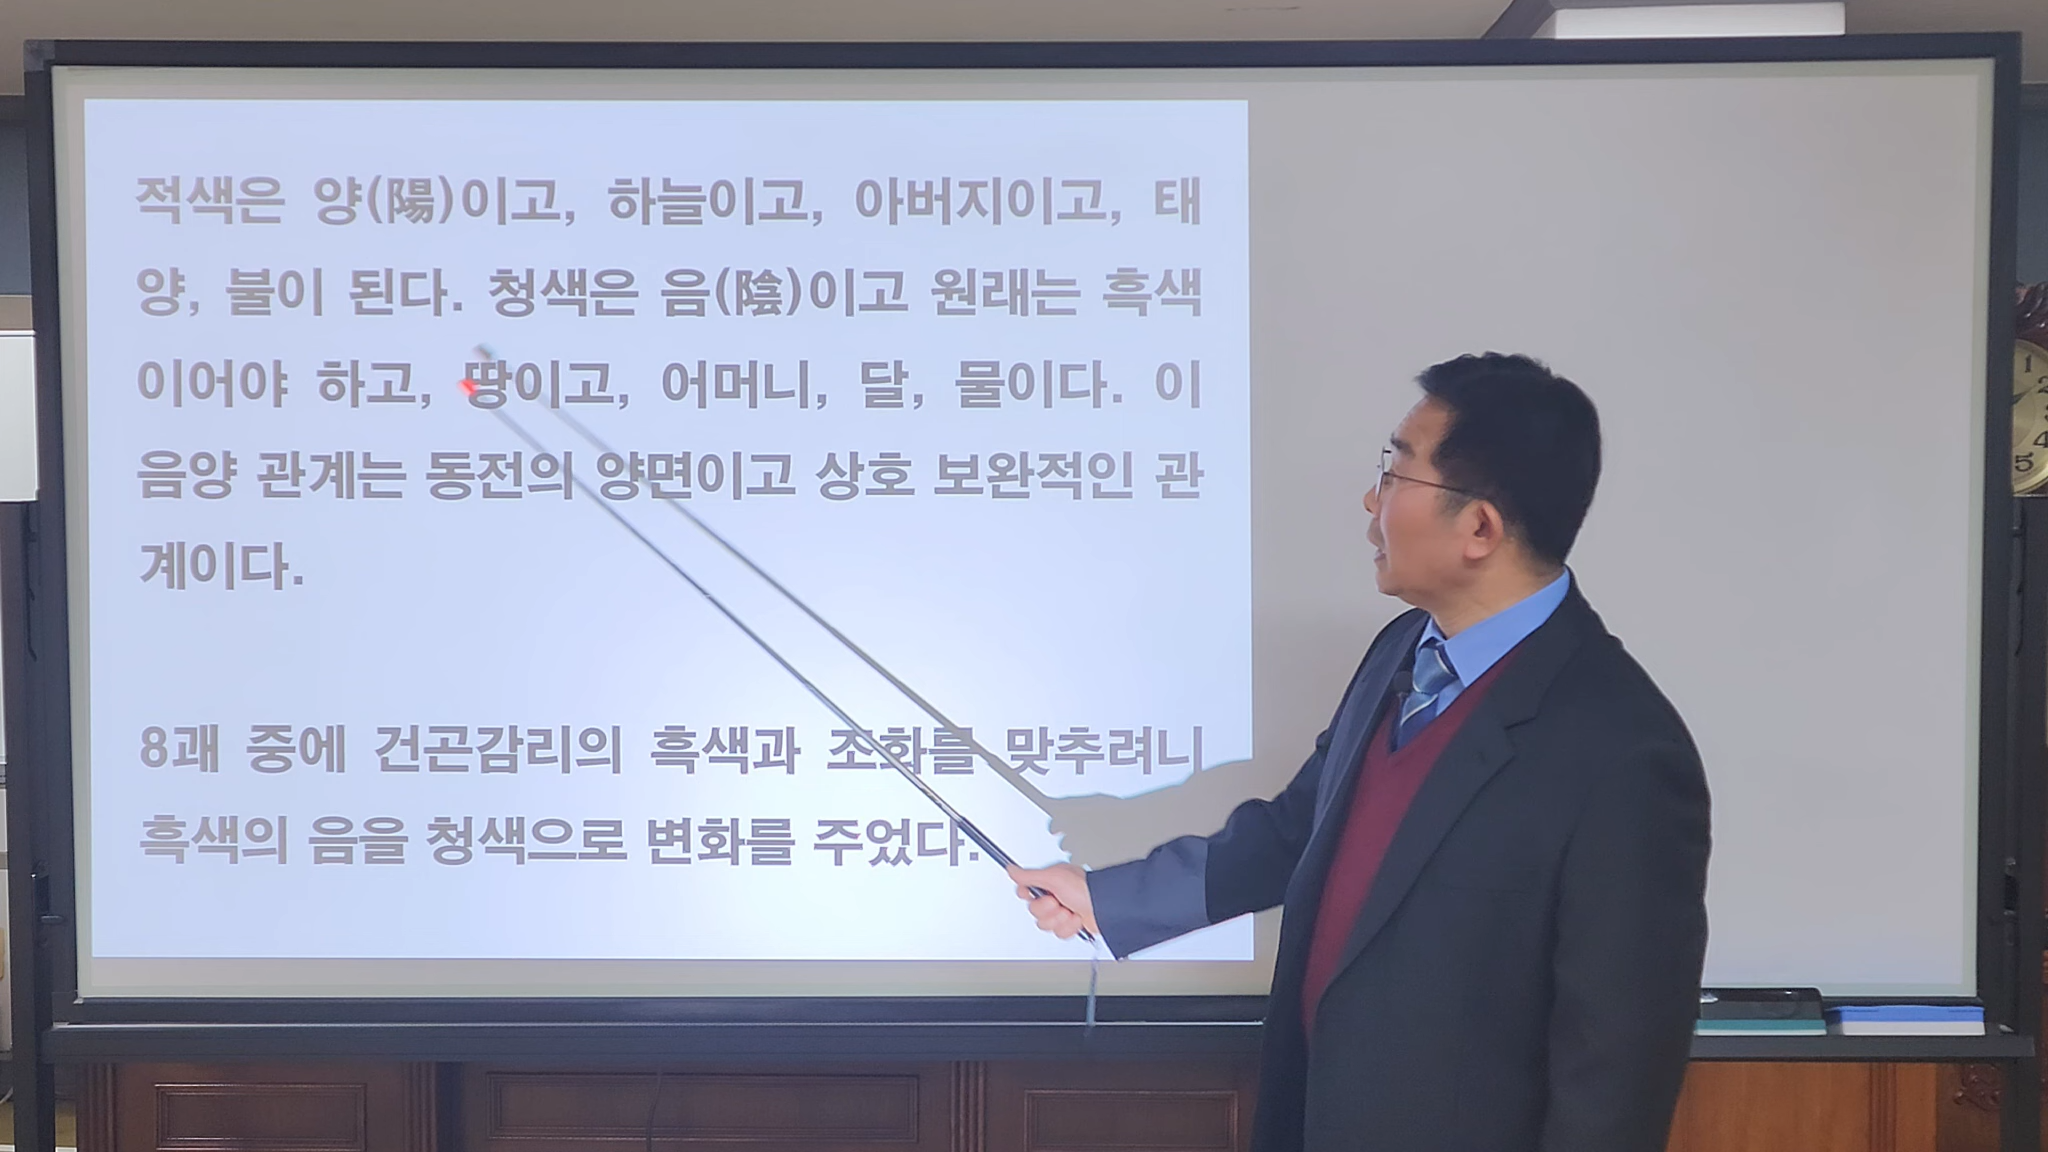 적색은 양(陽)이고, 하늘이고, 아버지이고, 태
양, 불이 된다. 청색은 음(陰)이고 원래는 흑색
이어야 하고, 땅이고, 어머니, 달, 물이다. 이
음양 관계는 동전의 양면이고 상호 보완적인 관
계이다.
8괘 중에 건곤감리의 흑색과 조화를 맞추려니
흑색의 음을 청색으로 변화를 주었다.
1
2
3
4
5